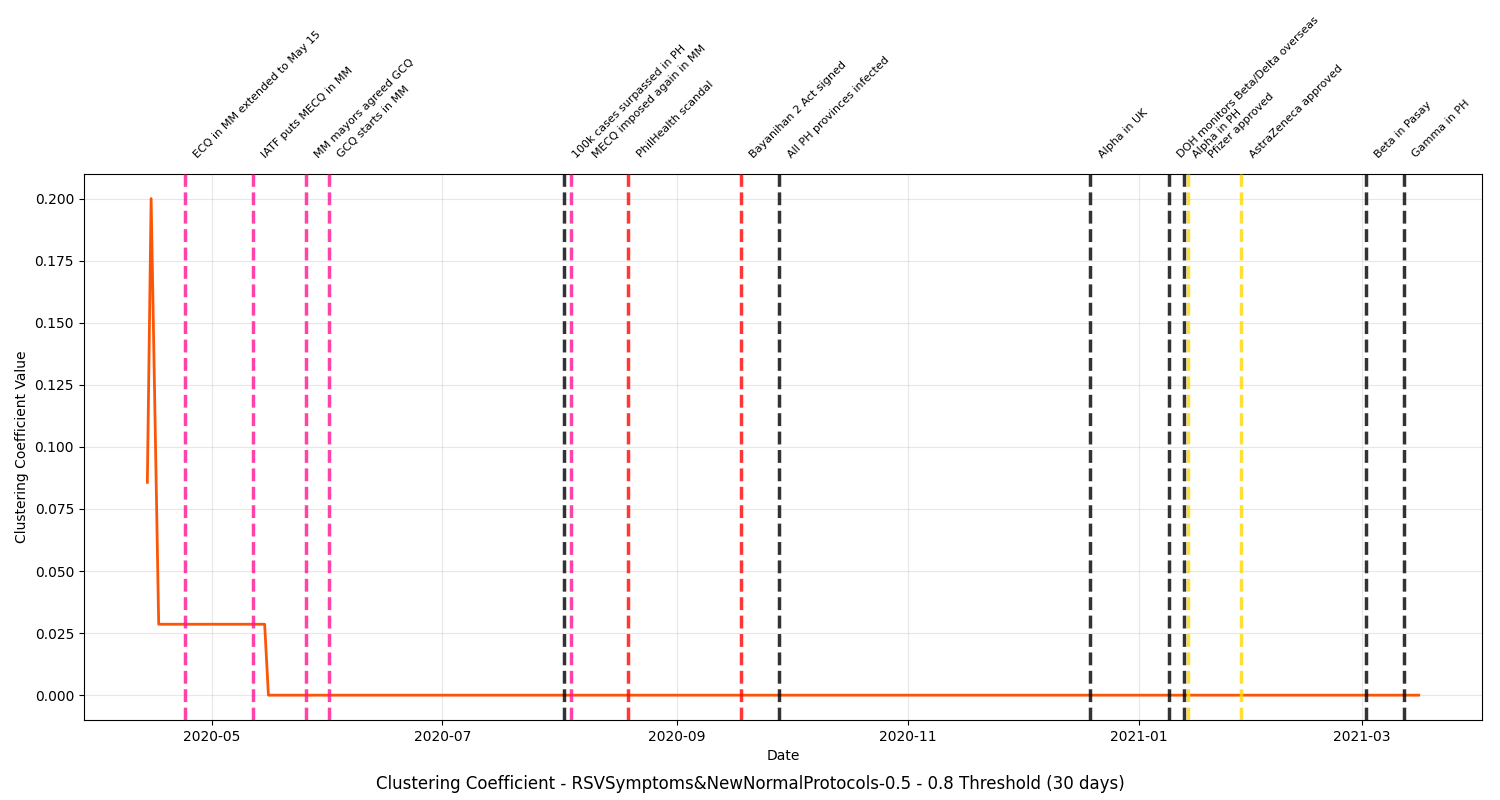 ECQ in MM extended to May 15
IATF puts MECQ in MM
MM mayors agreed GCQ
GCQ starts in MM
100k cases surpassed in PH
MECQ imposed again in MM
PhilHealth scandal
Bayanihan 2 Act signed
All PH provinces infected
Alpha in UK
DOH monitors Beta/Delta overseas
Alpha in PH
Pfizer approved
AstraZeneca approved
Beta in Pasay
Gamma in PH
Clustering Coefficient Value
0.200
0.175
0.150
0.125
0.100
0.075
0.050
0.025
0.000
2020-05 2020-07 2020-09 2020-11 2021-01 2021-03
Date
Clustering Coefficient - RSVSymptoms&NewNormalProtocols-0.5 - 0.8 Threshold (30 days)